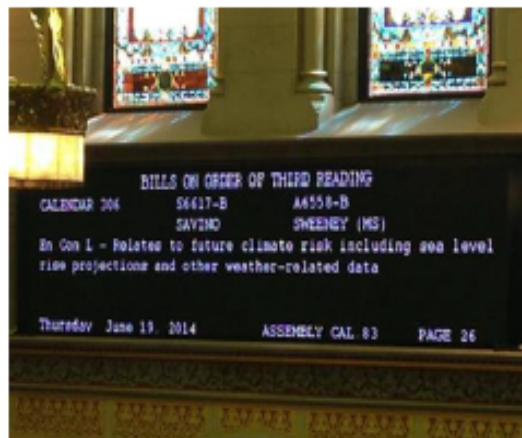 BILLS ON ORDER OF THIRD READING
CALENDAR 306 S6617-B A6558-B
SAVINO SWEENEY (MS)
En Con L - Relates to future climate risk including sea level
rise projections and other weather-related data
Thursday June 19, 2014 ASSEMBLY CAL 83 PAGE 26